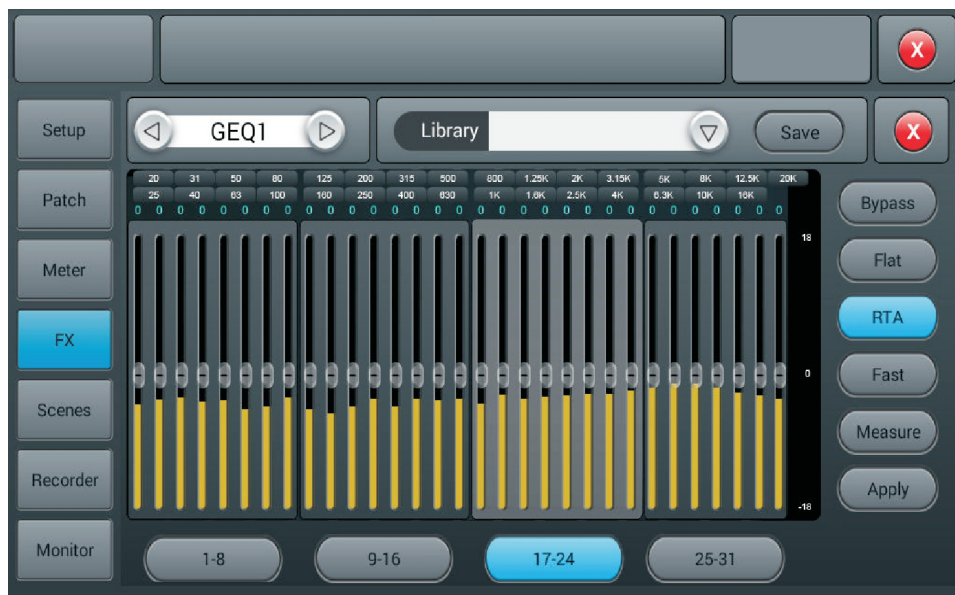 X
Setup
GEQ1
Library
Save
X
20 31 50 80 125 200 315 500 800 1.25K 2K 3.15K 5K 8K 12.5K 20K
25 40 63 100 160 250 400 630 1K 1.6K 2.5K 4K 6.3K 10K 16K
0 0 0 0 0 0 0 0 0 0 0 0 0 0 0 0 0 0 0 0 0 0 0 0 0 0 0 0 0 0 0
Patch
Bypass
18
Meter
Flat
RTA
FX
0
Fast
Scenes
Measure
Recorder
Apply
-18
Monitor
1-8
9-16
17-24
25-31